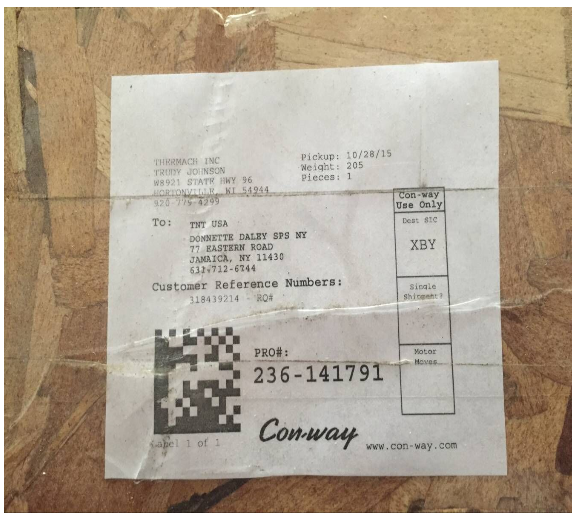 THERMACH INC
TRUDY JOHNSON
W8921 STATE HWY 96
HORTONVILLE, WI 54944
920 779 4299
Pickup: 10/28/15
Weight: 205
Pieces: 1
To: TNT USA
DONNETTE DALEY SPS NY
77 EASTERN ROAD
JAMAICA, NY 11430
631-712-6744
Customer Reference Numbers:
318439214 - RQ#
Con-way
Use Only
Dest SIC
XBY
Single
Shipment?
Motor
Moves
PRO#:
236-141791
Label 1 of 1
Con-way
www.con-way.com